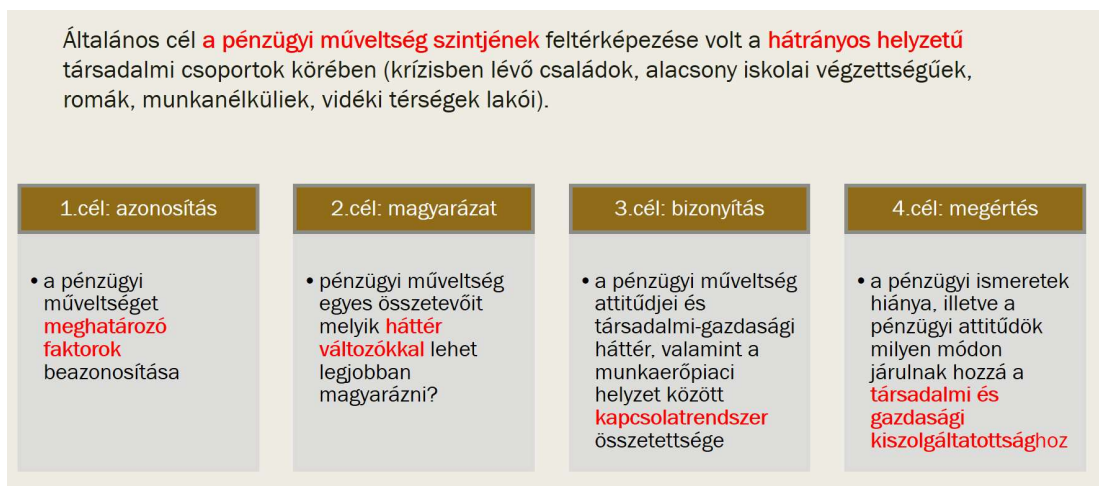 Általános cél a pénzügyi műveltség szintjének feltérképezése volt a hátrányos helyzetű
társadalmi csoportok körében (krízisben lévő családok, alacsony iskolai végzettségűek,
romák, munkanélküliek, vidéki térségek lakói).
1.cél: azonosítás
• a pénzügyi
műveltséget
meghatározó
faktorok
beazonosítása
2.cél: magyarázat
• pénzügyi műveltség
egyes összetevőit
melyik háttér
változókkal lehet
legjobban
magyarázni?
3.cél: bizonyítás
• a pénzügyi műveltség
attitűdjei és
társadalmi-gazdasági
háttér, valamint a
munkaerőpiaci
helyzet között
kapcsolatrendszer
összetettsége
4.cél: megértés
• a pénzügyi ismeretek
hiánya, illetve a
pénzügyi attitűdök
milyen módon
járulnak hozzá a
társadalmi és
gazdasági
kiszolgáltatottsághoz